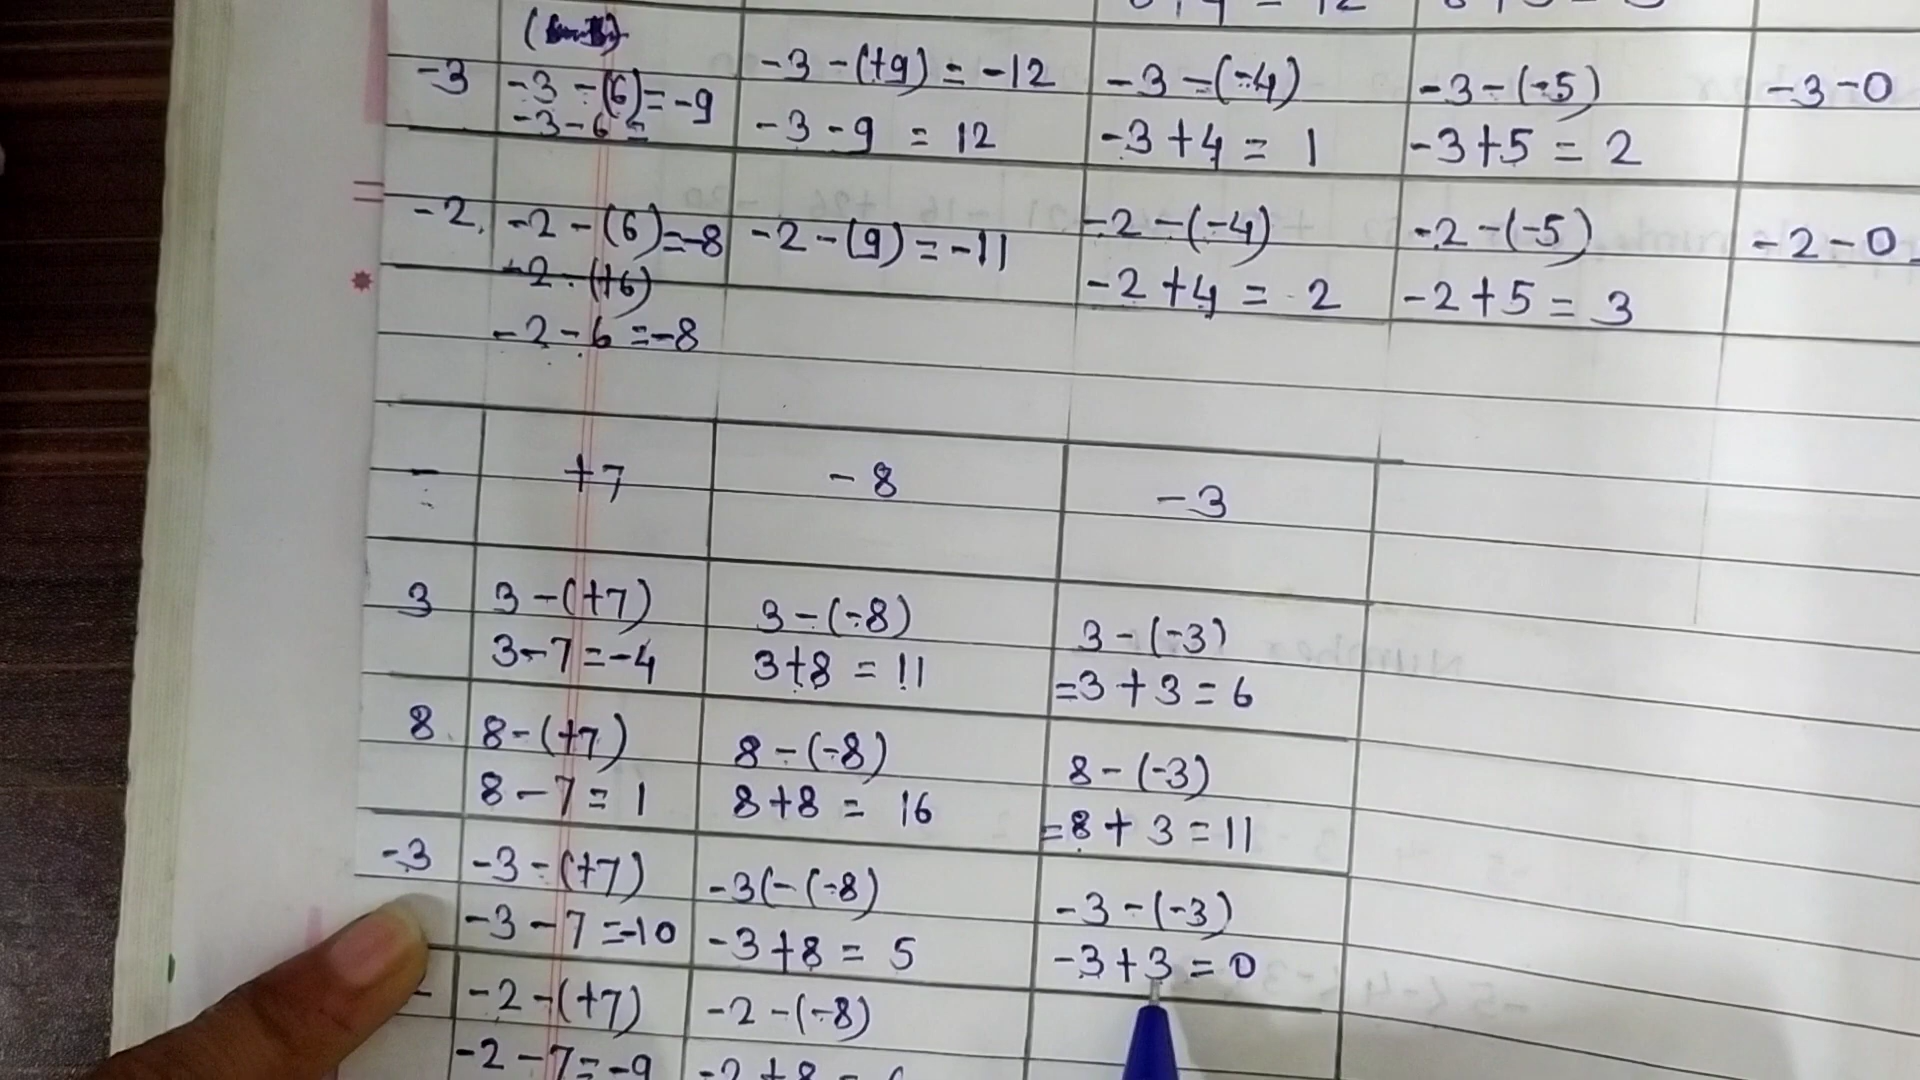 -3 -3-(6)=-9 -3-(+9)=-12 -3-(-4) -3-(-5) -3-0
-3-6= -3-9 = 12 -3+4 = 1 -3+5 = 2
-2. -2-(6)=-8 -2-(9)=-11 -2-(-4) -2-(-5) -2-0
-2-(+6) -2+4 = 2 -2+5 = 3
-2-6=-8
- +7 -8 -3
3 3-(+7) 3-(-8) 3-(-3)
3-7=-4 3+8 = 11 =3+3=6
8 8-(+7) 8-(-8) 8-(-3)
8-7=1 8+8 = 16 =8+3=11
-3 -3-(+7) -3(-(-8) -3-(-3)
-3-7=-10 -3+8 = 5 -3+3=0
-2-(+7) -2-(-8)
-2-7=-9 -2+8 =